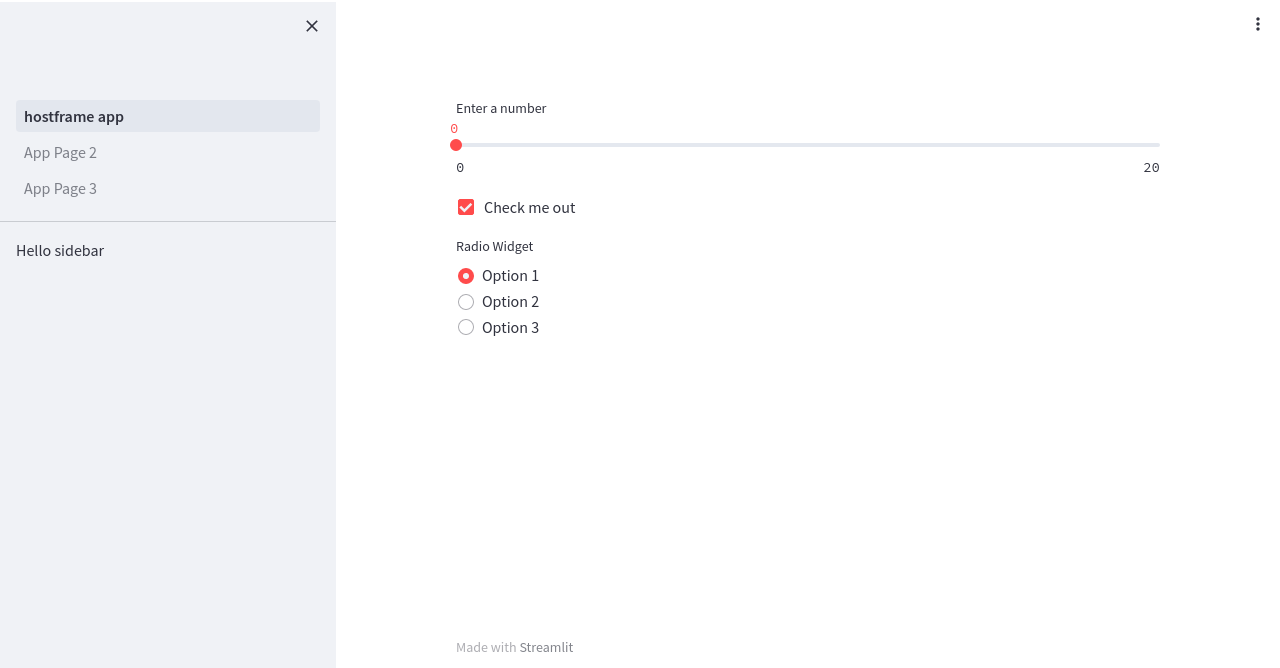 hostframe app
App Page 2
App Page 3
Hello sidebar
Enter a number
0
0 20
Check me out
Radio Widget
Option 1
Option 2
Option 3
Made with Streamlit